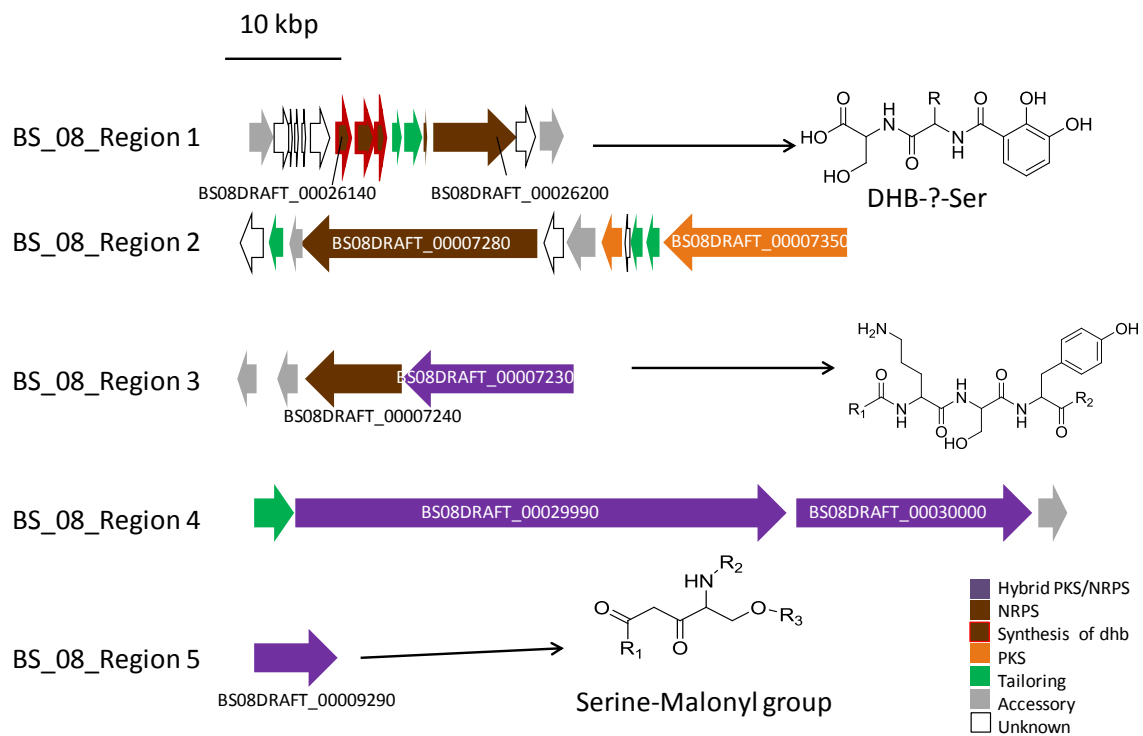 10 kbp
BS_08_Region 1
BS08DRAFT_00026140
BS08DRAFT_00026200
O
HO
HO
H
N
O
R
N
H
O
OH
OH
DHB-?-Ser
BS_08_Region 2
BS08DRAFT_00007280
BS08DRAFT_00007350
BS_08_Region 3
BS08DRAFT_00007230
BS08DRAFT_00007240
H2N
OH
O
R1
N
H
O
H
N
HO
O
N
H
O
R2
BS_08_Region 4
BS08DRAFT_00029990
BS08DRAFT_00030000
BS_08_Region 5
BS08DRAFT_00009290
HN
R2
O
R1
O
O
R3
Serine-Malonyl group
Hybrid PKS/NRPS
NRPS
Synthesis of dhb
PKS
Tailoring
Accessory
Unknown